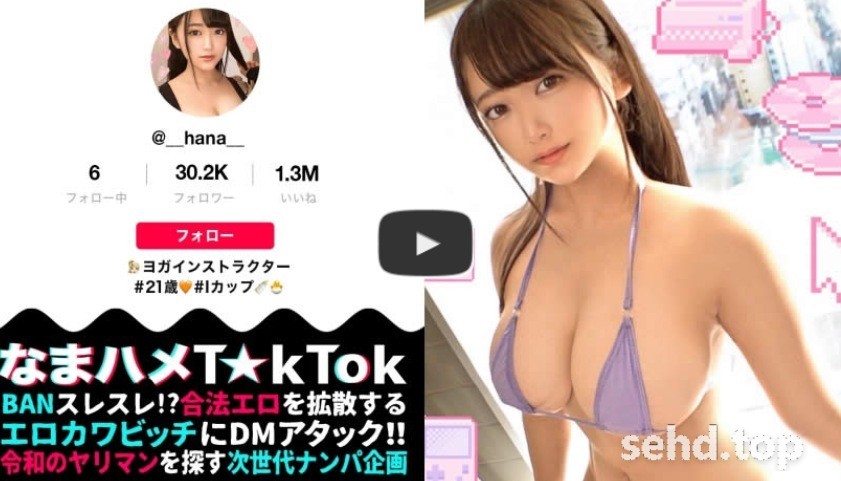 @__hana__
6
30.2K
1.3M
フォロー中
フォロワー
いいね
フォロー
ヨガインストラクター
#21歳🧡#Iカップ
なまハメT★kTok
BANスレスレ!?合法エロを拡散する
エロカワビッチにDMアタック!!
令和のヤリマンを探す次世代ナンパ企画
sehd.top